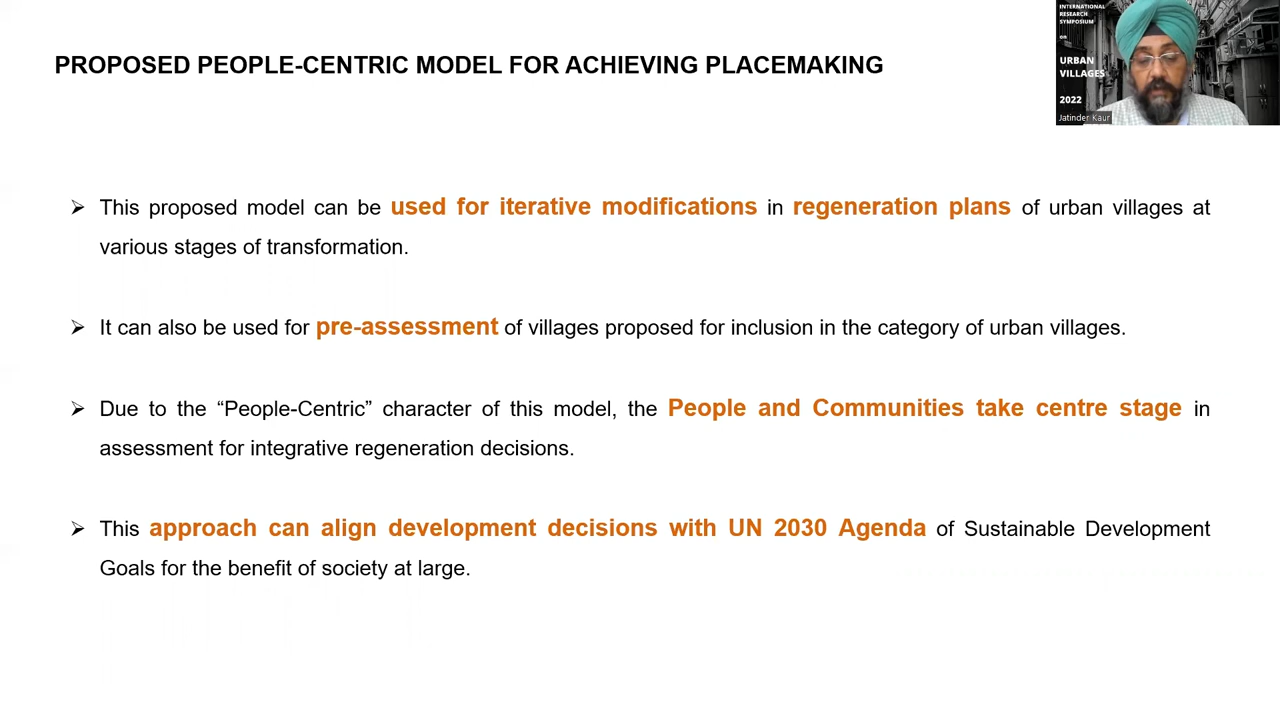 PROPOSED PEOPLE-CENTRIC MODEL FOR ACHIEVING PLACEMAKING
INTERNATIONAL
RESEARCH
SYMPOSIUM
on
URBAN
VILLAGES
2022
Jatinder Kaur
➢ This proposed model can be used for iterative modifications in regeneration plans of urban villages at
various stages of transformation.
➢ It can also be used for pre-assessment of villages proposed for inclusion in the category of urban villages.
➢ Due to the “People-Centric” character of this model, the People and Communities take centre stage in
assessment for integrative regeneration decisions.
➢ This approach can align development decisions with UN 2030 Agenda of Sustainable Development
Goals for the benefit of society at large.